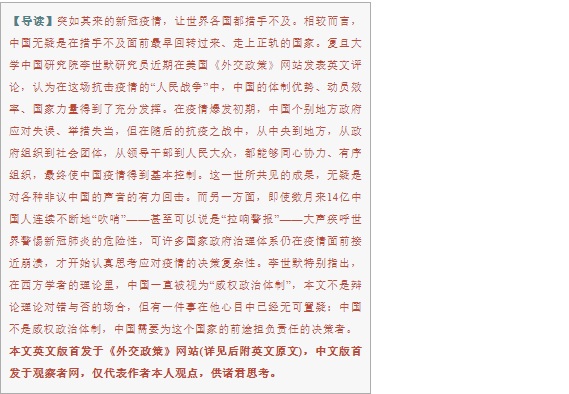 【导读】突如其来的新冠疫情，让世界各国都措手不及。相较而言，
中国无疑是在措手不及面前最早回转过来、走上正轨的国家。复旦大
学中国研究院李世默研究员近期在美国《外交政策》网站发表英文评
论，认为在这场抗击疫情的“人民战争”中，中国的体制优势、动员效
率、国家力量得到了充分发挥。在疫情爆发初期，中国个别地方政府
应对失误、举措失当，但在随后的抗疫之战中，从中央到地方，从政
府组织到社会团体，从领导干部到人民大众，都能够同心协力、有序
组织，最终使中国疫情得到基本控制。这一世所共见的成果，无疑是
对各种非议中国的声音的有力回击。而另一方面，即使数月来14亿中
国人连续不断地“吹哨”——甚至可以说是“拉响警报”——大声疾呼世
界警惕新冠肺炎的危险性，可许多国家政府治理体系仍在疫情面前接
近崩溃，才开始认真思考应对疫情的决策复杂性。李世默特别指出，
在西方学者的理论里，中国一直被视为“威权政治体制”，本文不是辩
论理论对错与否的场合，但有一件事在他心目中已经无可置疑：中国
不是威权政治体制，中国需要为这个国家的前途担负责任的决策者。
本文英文版首发于《外交政策》网站(详见后附英文原文)，中文版首
发于观察者网，仅代表作者本人观点，供诸君思考。